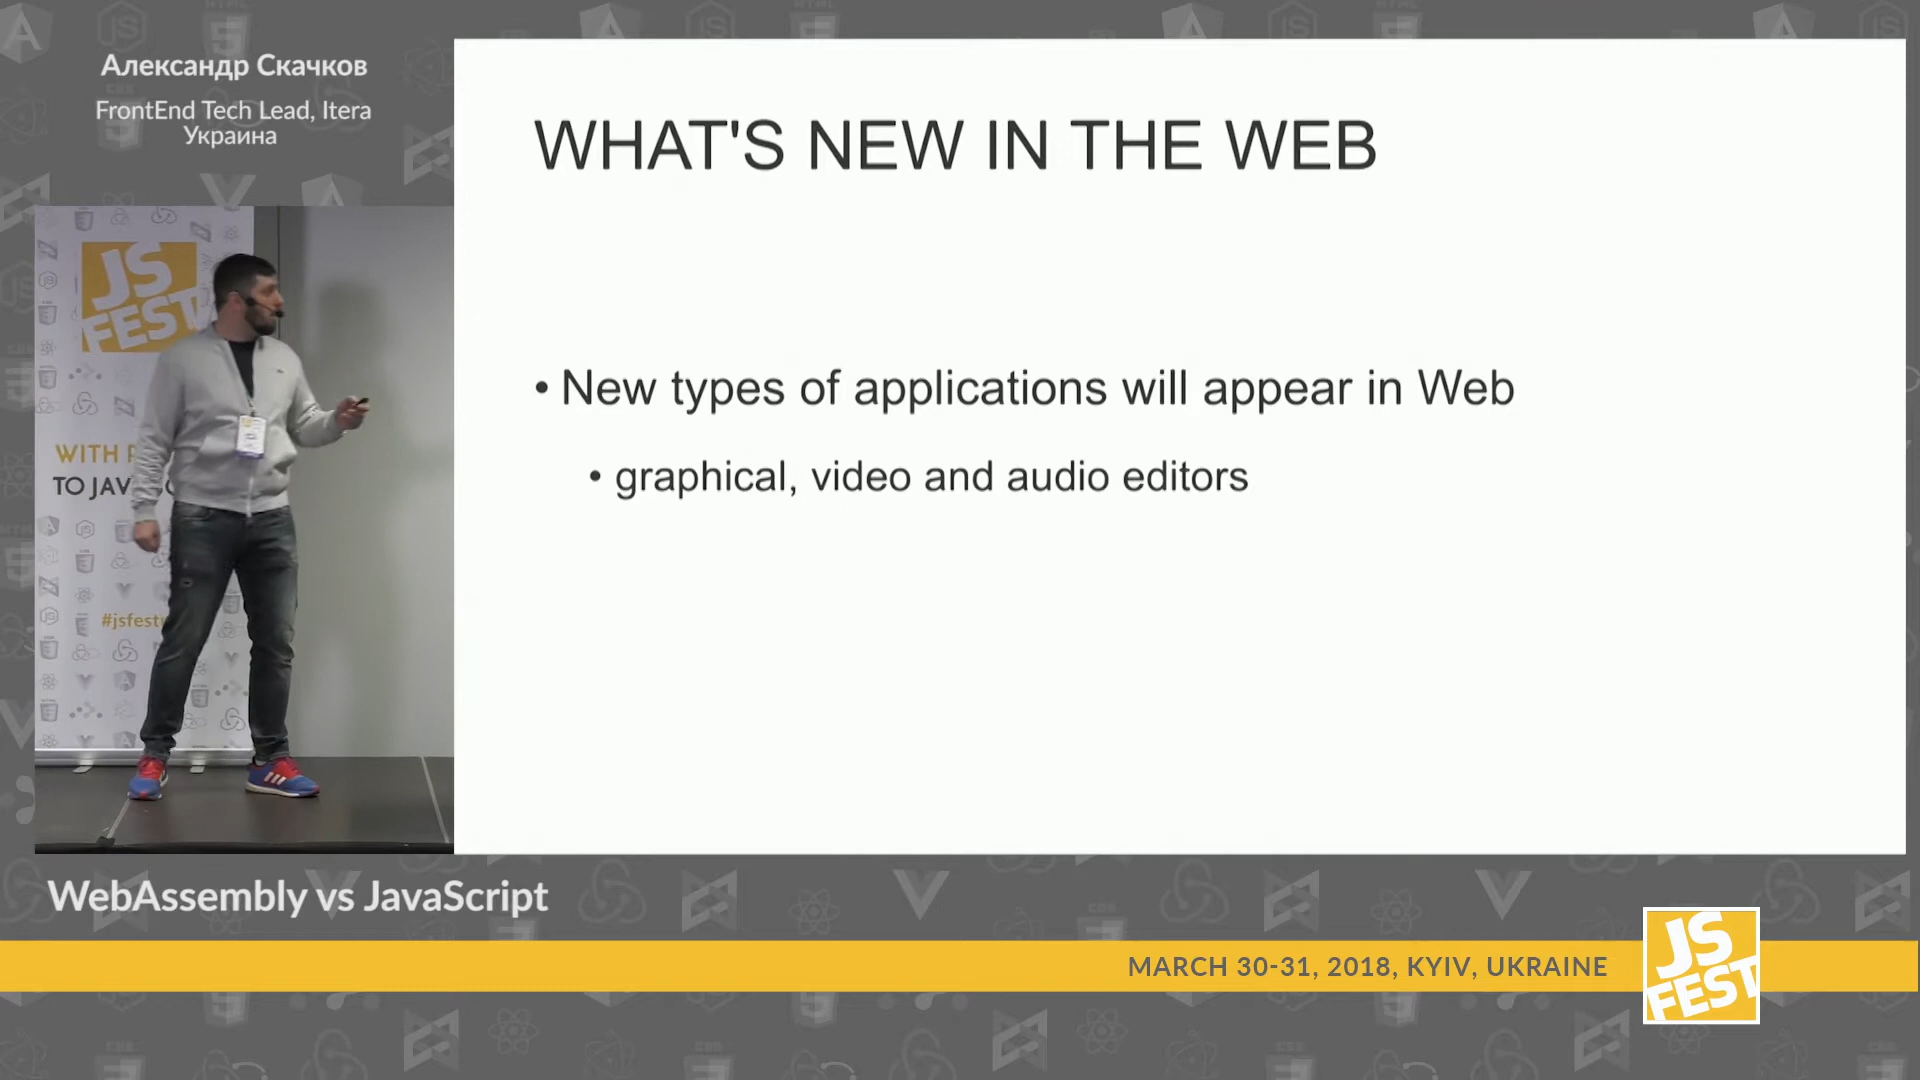 Александр Скачков
FrontEnd Tech Lead, Itera
Украина
WHAT'S NEW IN THE WEB
• New types of applications will appear in Web
• graphical, video and audio editors
JS
FEST
WITH
TO JAV
#jsfest
WebAssembly vs JavaScript
MARCH 30-31, 2018, KYIV, UKRAINE
JS
FEST